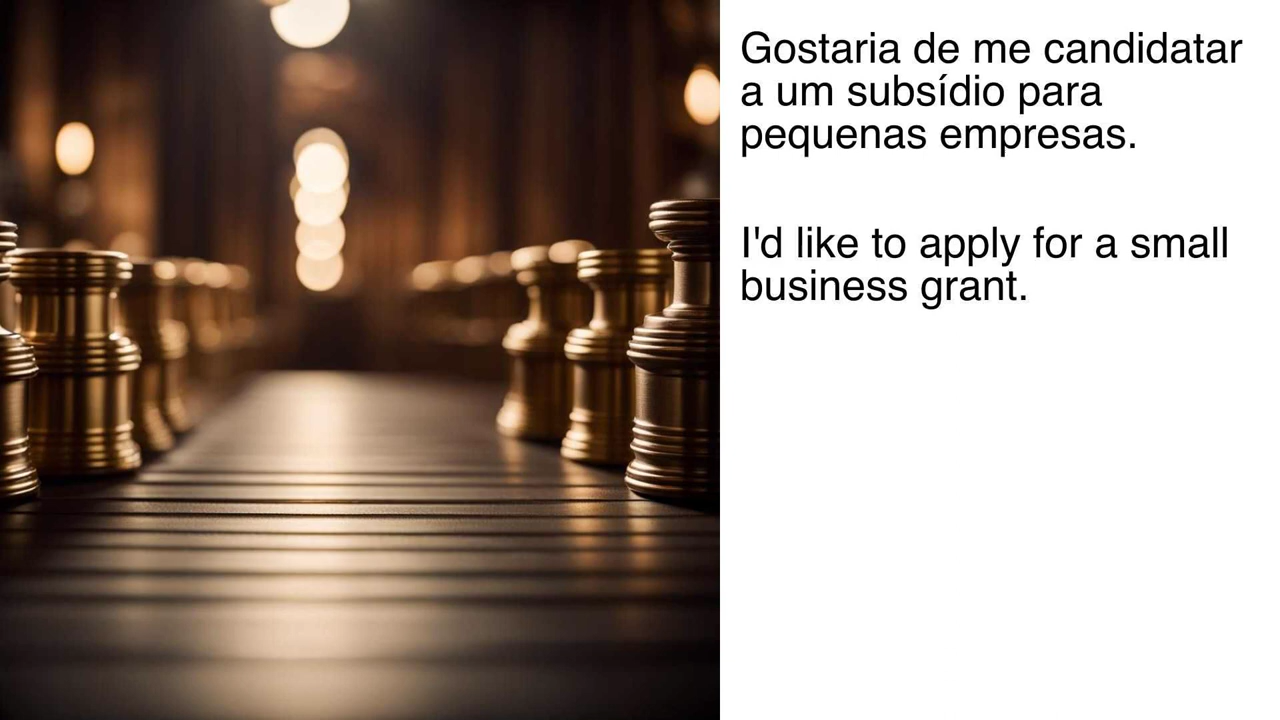 Gostaria de me candidatar
a um subsídio para
pequenas empresas.
I'd like to apply for a small
business grant.